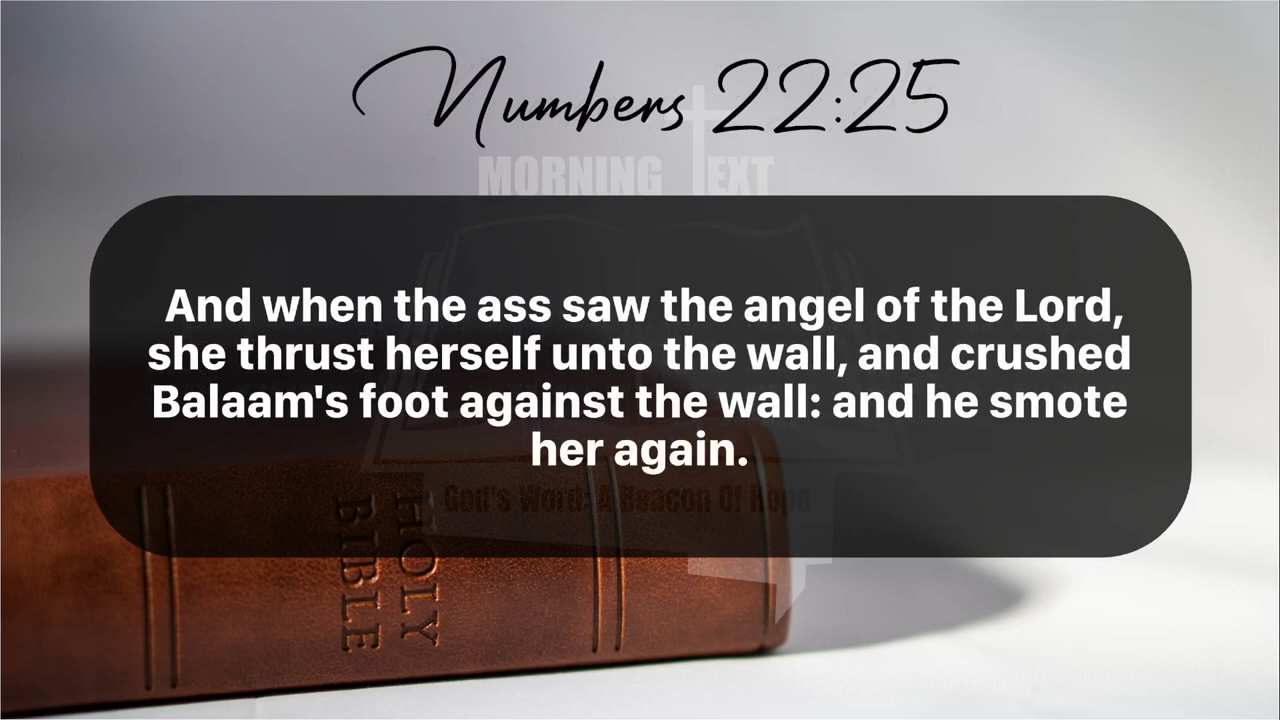 Numbers 22:25
MORNING TEXT
And when the ass saw the angel of the Lord,
she thrust herself unto the wall, and crushed
Balaam's foot against the wall: and he smote
her again.
God's Word: A Beacon Of Hope
HOLY
BIBLE